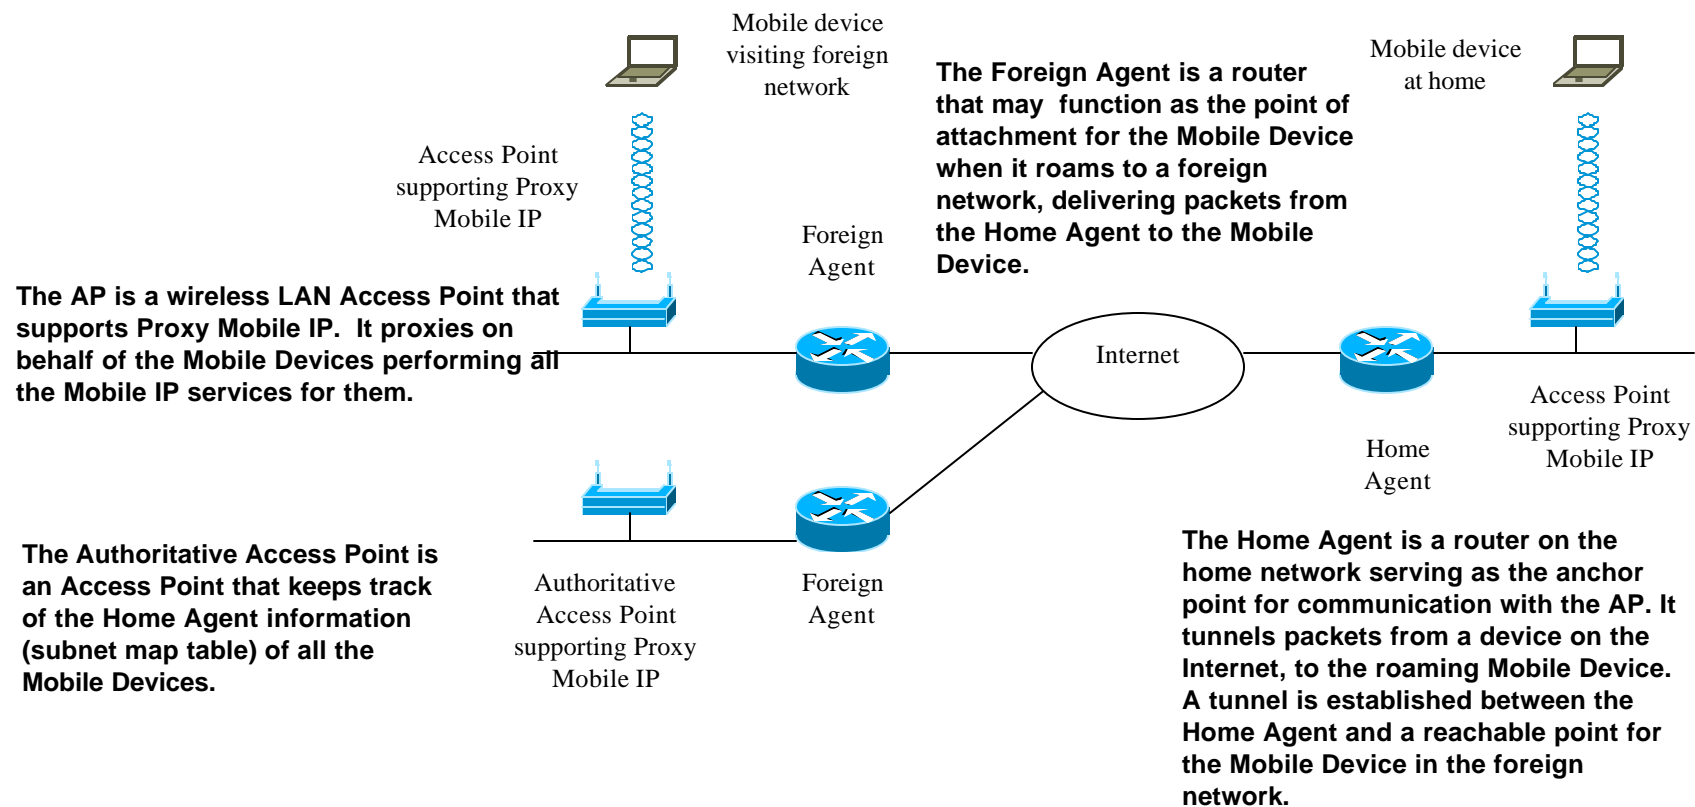 Mobile device
visiting foreign
network
Mobile device
at home
The Foreign Agent is a router
that may  function as the point of
attachment for the Mobile Device
when it roams to a foreign
network, delivering packets from
the Home Agent to the Mobile
Device.
Access Point
supporting Proxy
Mobile IP
Foreign
Agent
The AP is a wireless LAN Access Point that
supports Proxy Mobile IP.  It proxies on
behalf of the Mobile Devices performing all
the Mobile IP services for them.
Internet
Access Point
supporting Proxy
Mobile IP
Home
Agent
The Authoritative Access Point is
an Access Point that keeps track
of the Home Agent information
(subnet map table) of all the
Mobile Devices.
Authoritative
Access Point
supporting Proxy
Mobile IP
Foreign
Agent
The Home Agent is a router on the
home network serving as the anchor
point for communication with the AP. It
tunnels packets from a device on the
Internet, to the roaming Mobile Device.
A tunnel is established between the
Home Agent and a reachable point for
the Mobile Device in the foreign
network.